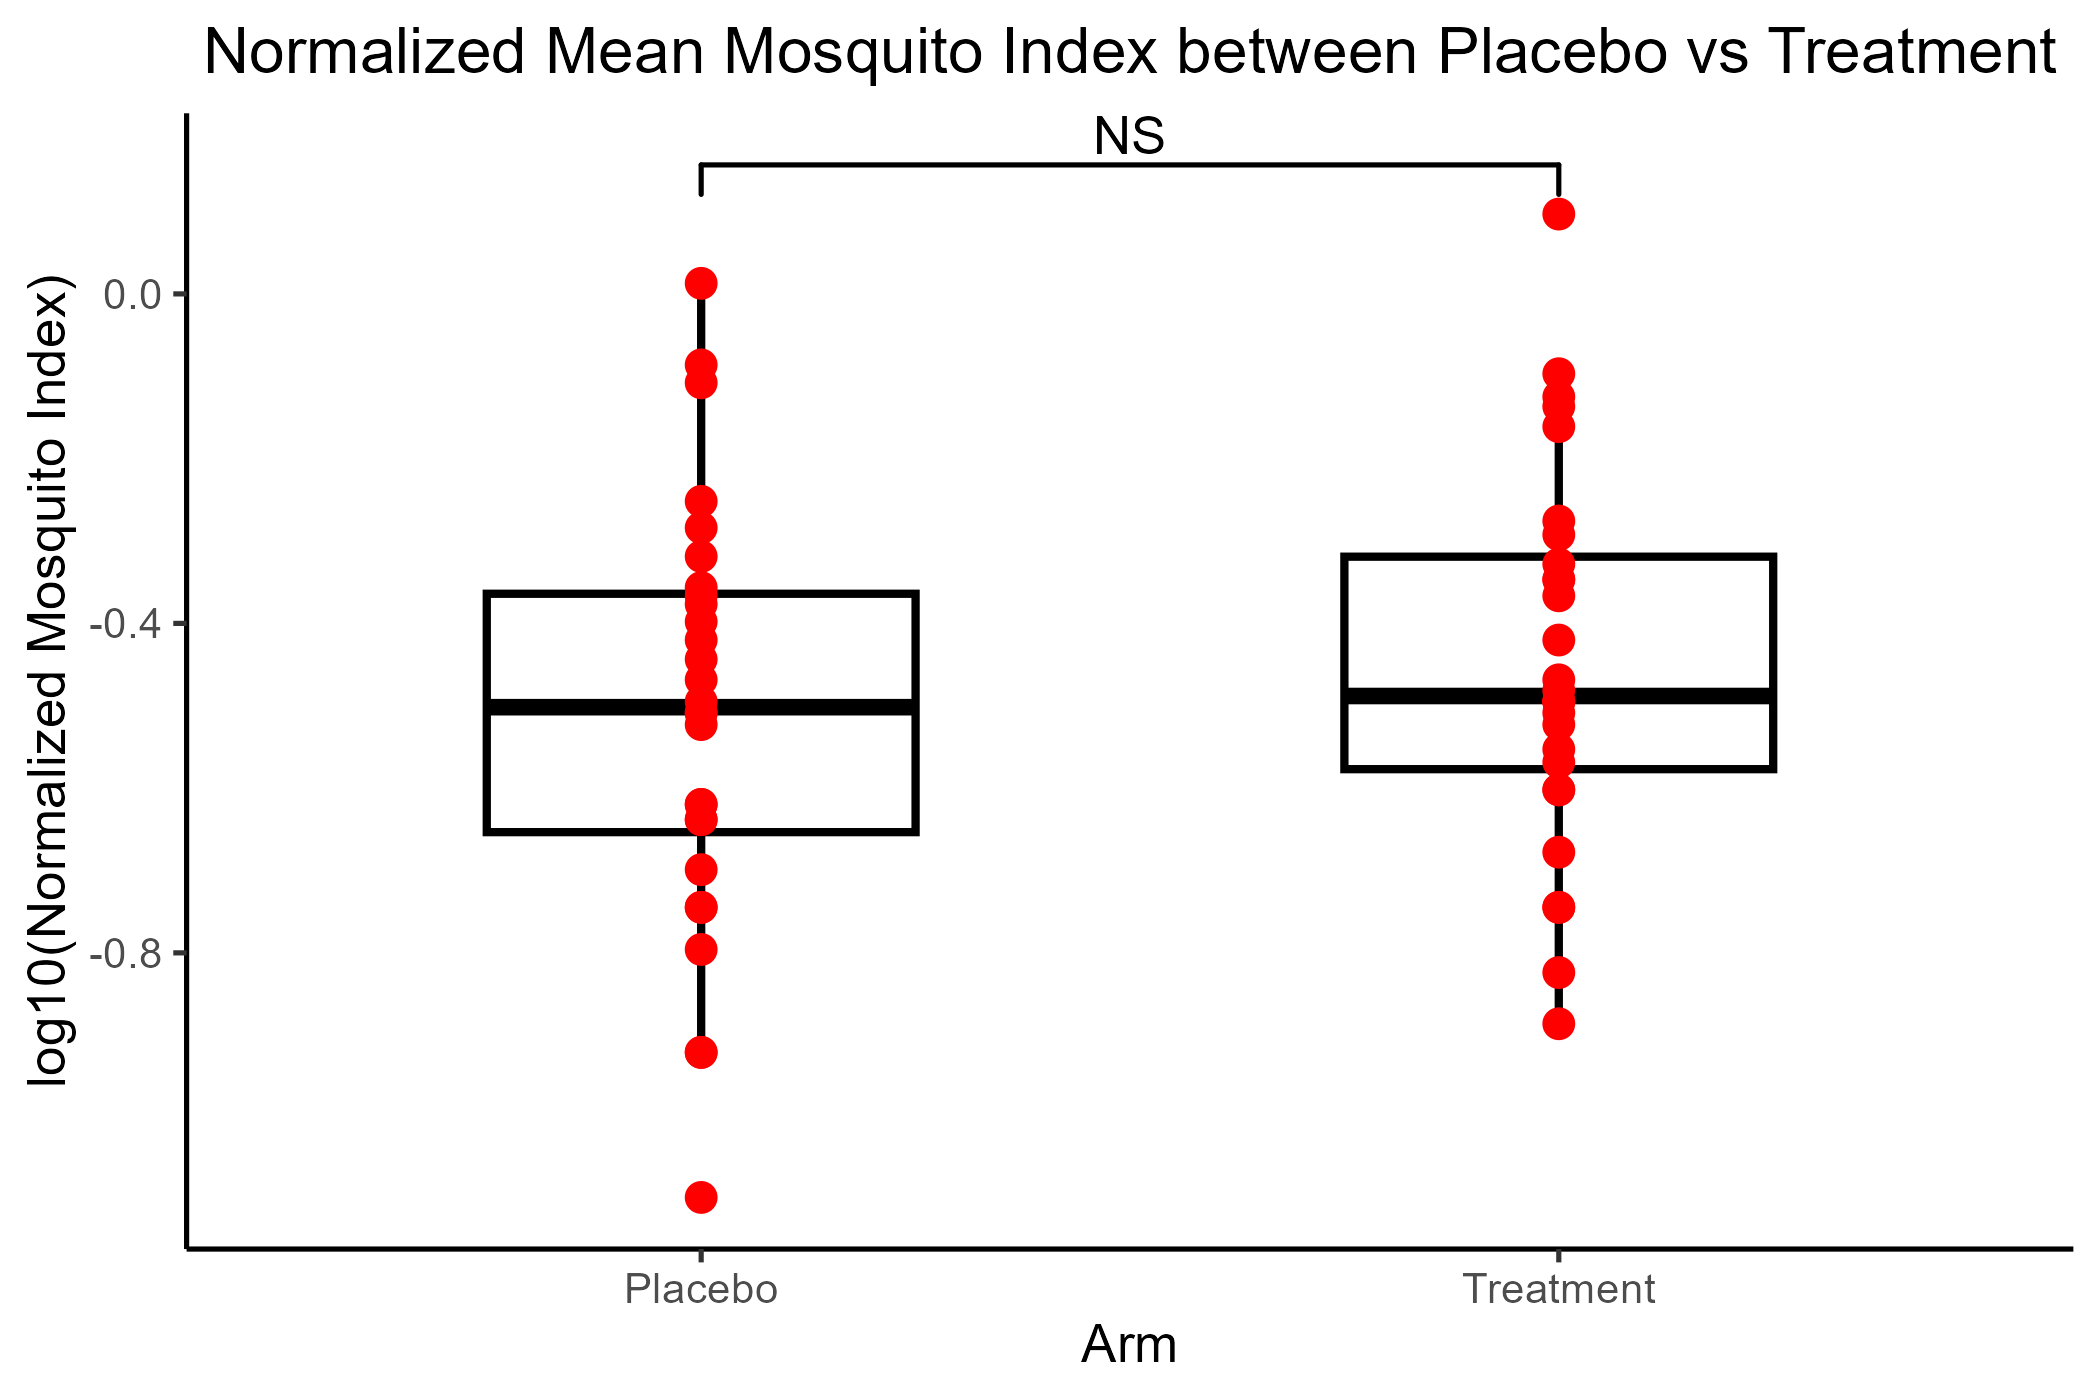 Normalized Mean Mosquito Index between Placebo vs Treatment
NS
log10(Normalized Mosquito Index)
0.0
-0.4
-0.8
Placebo
Treatment
Arm